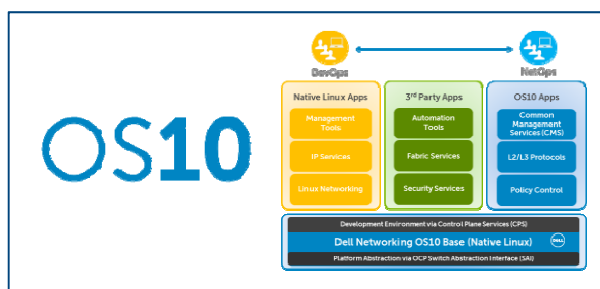 OS10
DevOps
NetOps
Native Linux Apps
Management
Tools
IP Services
Linux Networking
3rd Party Apps
Automation
Tools
Fabric Services
Security Services
OS10 Apps
Common
Management
Services (CMS)
L2/L3 Protocols
Policy Control
Development Environment via Control Plane Services (CPS)
Dell Networking OS10 Base (Native Linux)
DELL
Platform Abstraction via OCP Switch Abstraction Interface (SAI)